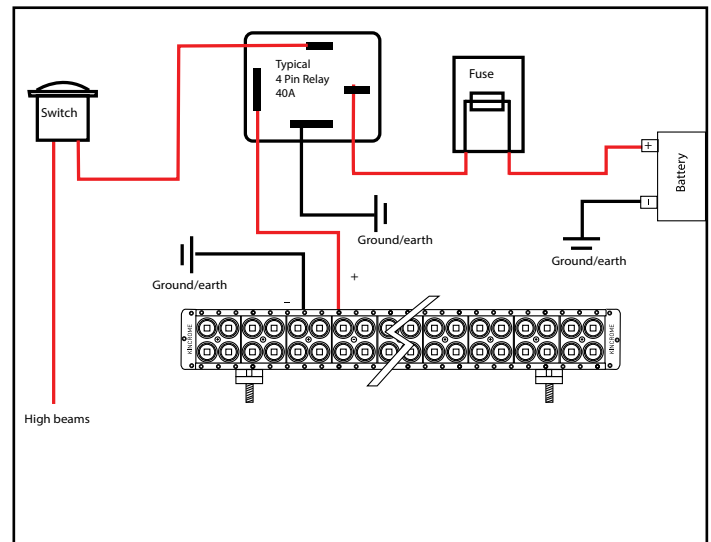 Typical
4 Pin Relay
40A
Fuse
Switch
Battery
+
-
Ground/earth
Ground/earth
Ground/earth
+
–
KINCROME
KINCROME
High beams